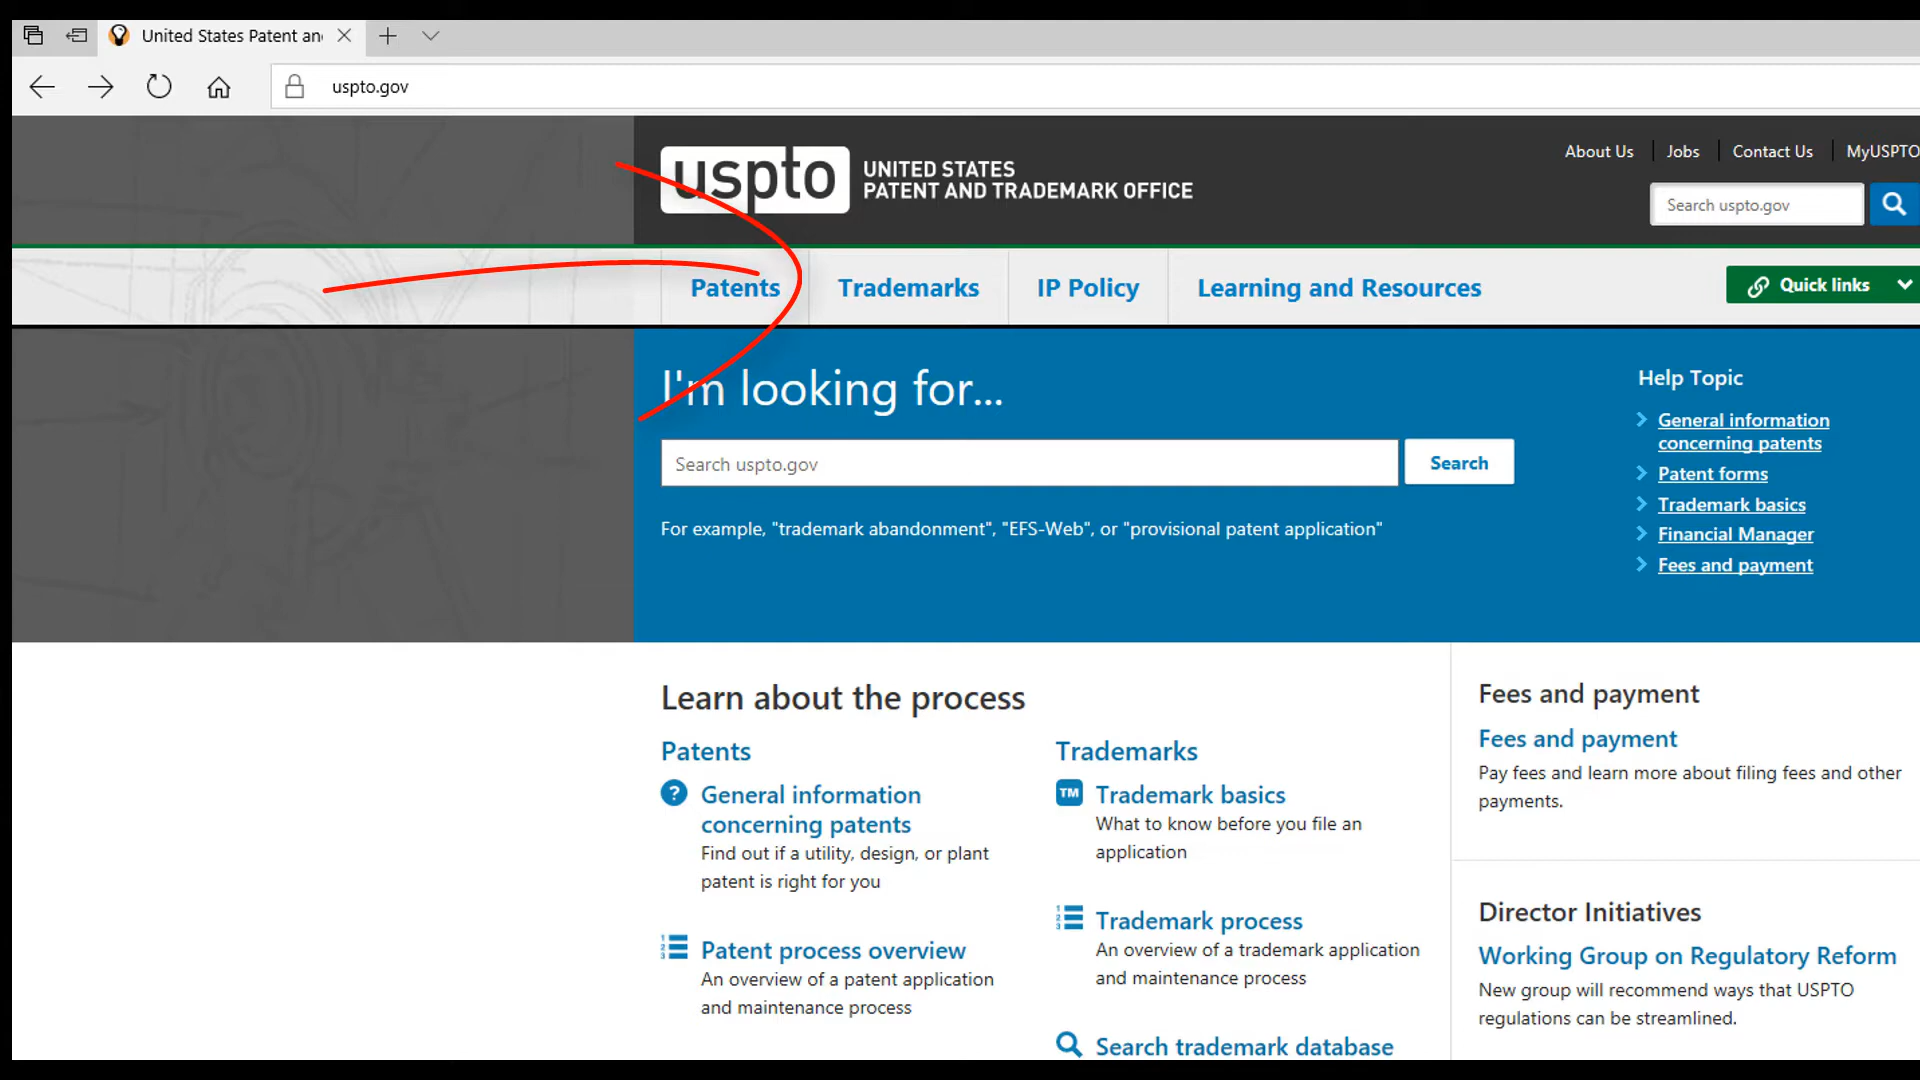 United States Patent an
uspto.gov
uspto
UNITED STATES
PATENT AND TRADEMARK OFFICE
About Us
Jobs
Contact Us
MyUSPTO
Search uspto.gov
Patents
Trademarks
IP Policy
Learning and Resources
Quick links
I'm looking for...
Search uspto.gov
Search
For example, "trademark abandonment", "EFS-Web", or "provisional patent application"
Help Topic
General information
concerning patents
Patent forms
Trademark basics
Financial Manager
Fees and payment
Learn about the process
Patents
General information
concerning patents
Find out if a utility, design, or plant
patent is right for you
Patent process overview
An overview of a patent application
and maintenance process
Trademarks
TM
Trademark basics
What to know before you file an
application
Trademark process
An overview of a trademark application
and maintenance process
Search trademark database
Fees and payment
Fees and payment
Pay fees and learn more about filing fees and other
payments.
Director Initiatives
Working Group on Regulatory Reform
New group will recommend ways that USPTO
regulations can be streamlined.